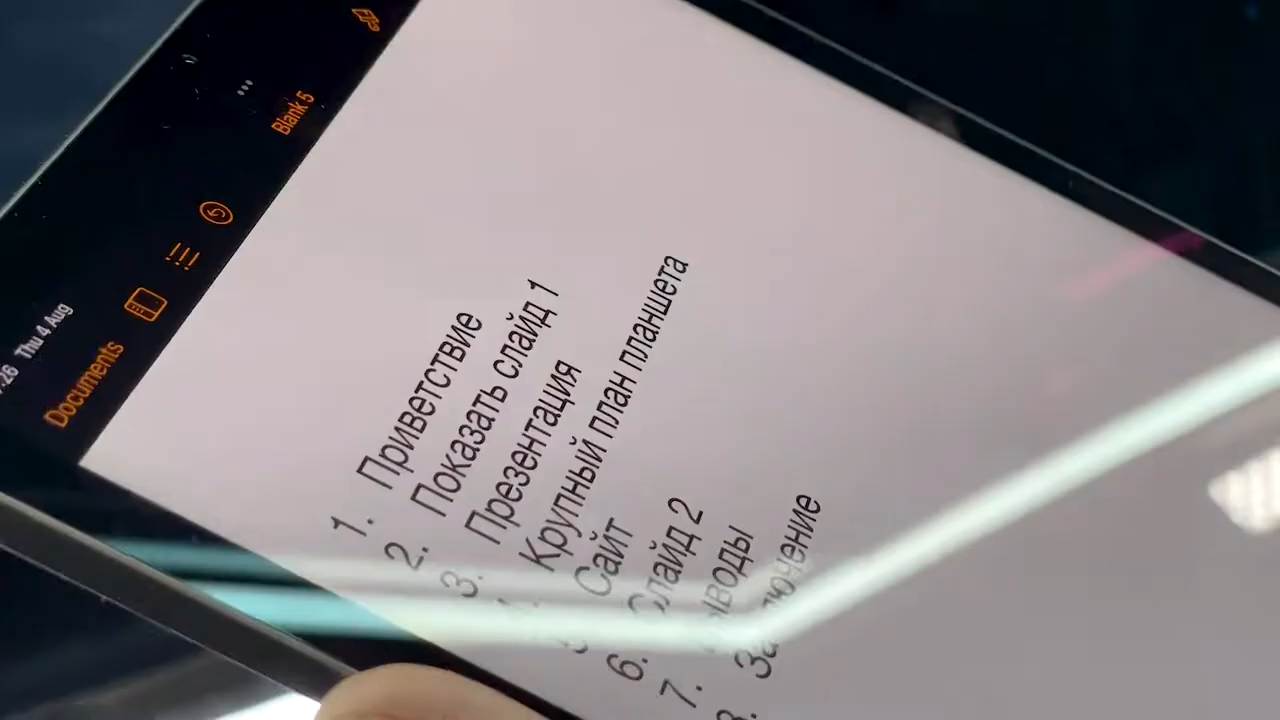 Thu 4 Aug
Documents
Blank 5
1. Приветствие
2. Показать слайд 1
3. Презентация
Крупный план планшета
Сайт
6. Слайд 2
7. Выводы
Заключение